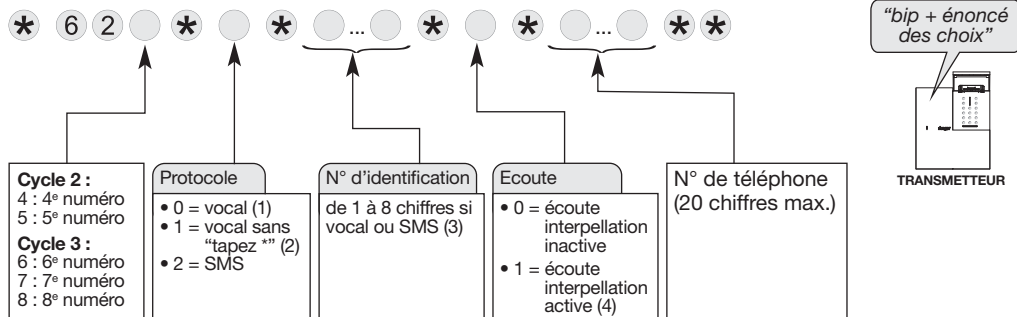 * 6 2 * * ... * * ... * *
"bip + énoncé
des choix"
TRANSMETTEUR
Cycle 2 :
4 : 4e numéro
5 : 5e numéro
Cycle 3 :
6 : 6e numéro
7 : 7e numéro
8 : 8e numéro
Protocole
• 0 = vocal (1)
• 1 = vocal sans
"tapez *" (2)
• 2 = SMS
N° d'identification
de 1 à 8 chiffres si
vocal ou SMS (3)
Ecoute
• 0 = écoute
interpellation
inactive
• 1 = écoute
interpellation
active (4)
N° de téléphone
(20 chiffres max.)